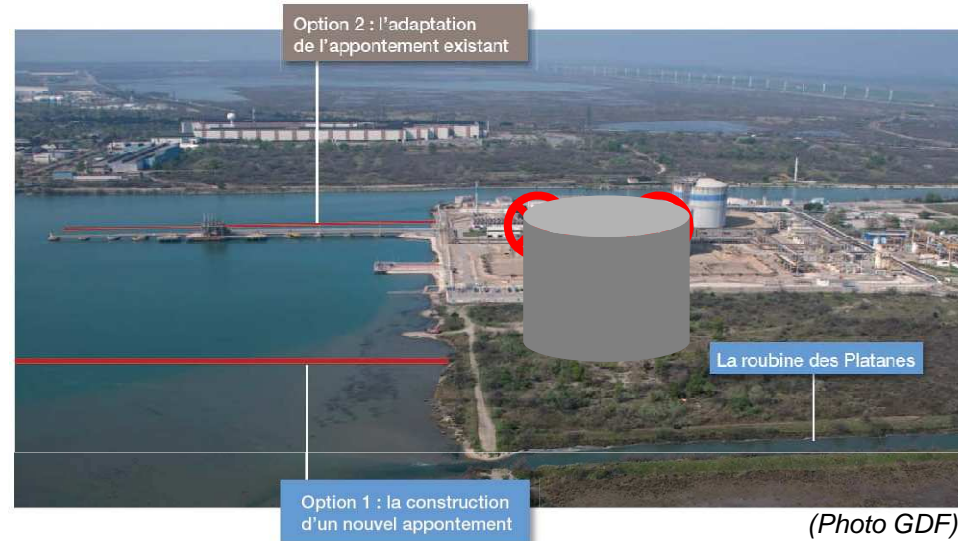 Option 2 : l'adaptation
de l'appontement existant
La roubine des Platanes
Option 1 : la construction
d'un nouvel appontement
(Photo GDF)